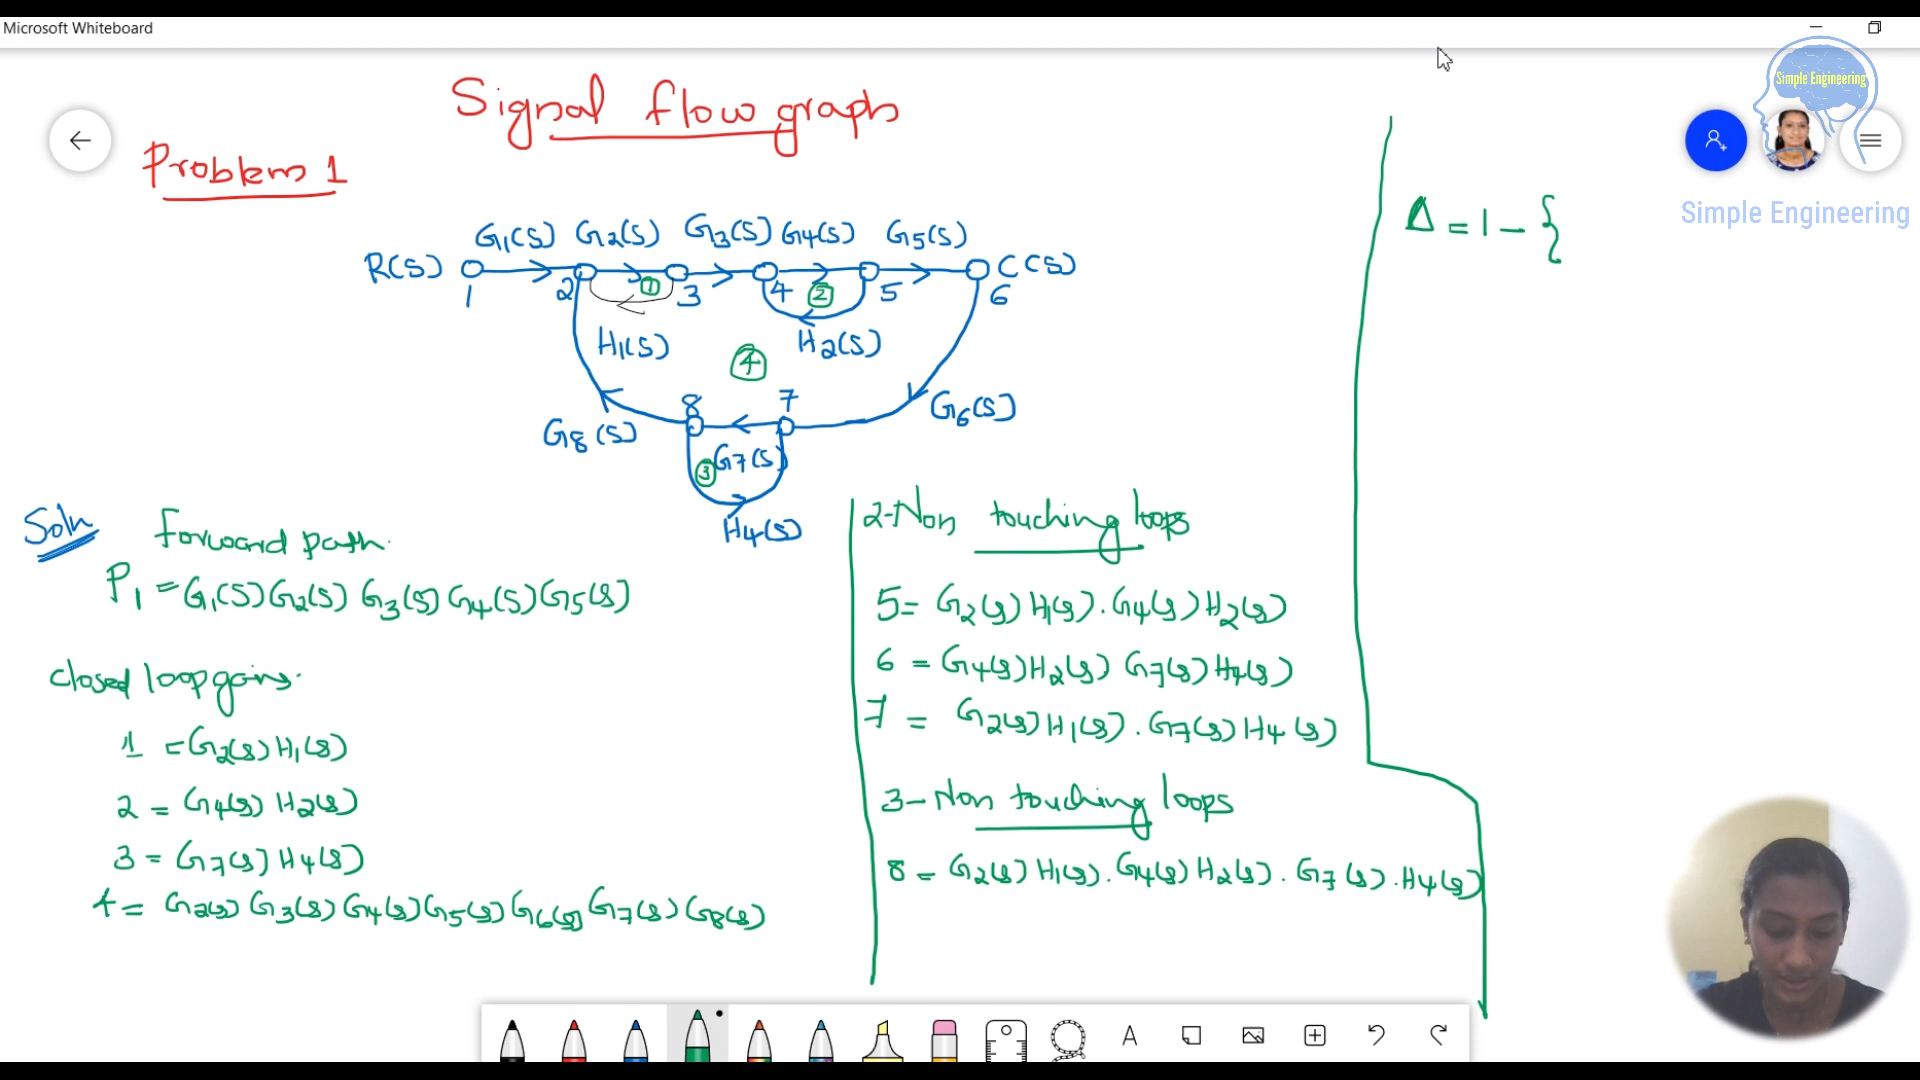 Microsoft Whiteboard
Simple Engineering
Signal flow graph
Problem 1
Simple Engineering
Δ = 1 - {
G1(S) G2(S) G3(S) G4(S) G5(S)
R(S) C(S)
1 2 ① 3 4 ② 5 6
H1(S) H2(S)
④
8 7
G8(S) G6(S)
③ G7(S)
H4(S)
Soln
Forward path.
P1 = G1(S) G2(S) G3(S) G4(S) G5(S)
closed loop gains.
1 = G2(s) H1(s)
2 = G4(s) H2(s)
3 = G7(s) H4(s)
4 = G2(s) G3(s) G4(s) G5(s) G6(s) G7(s) G8(s)
2-Non touching loops
5 = G2(s) H1(s) . G4(s) H2(s)
6 = G4(s) H2(s) G7(s) H4(s)
7 = G2(s) H1(s) . G7(s) H4(s)
3-Non touching loops
8 = G2(s) H1(s) . G4(s) H2(s) . G7(s) . H4(s)